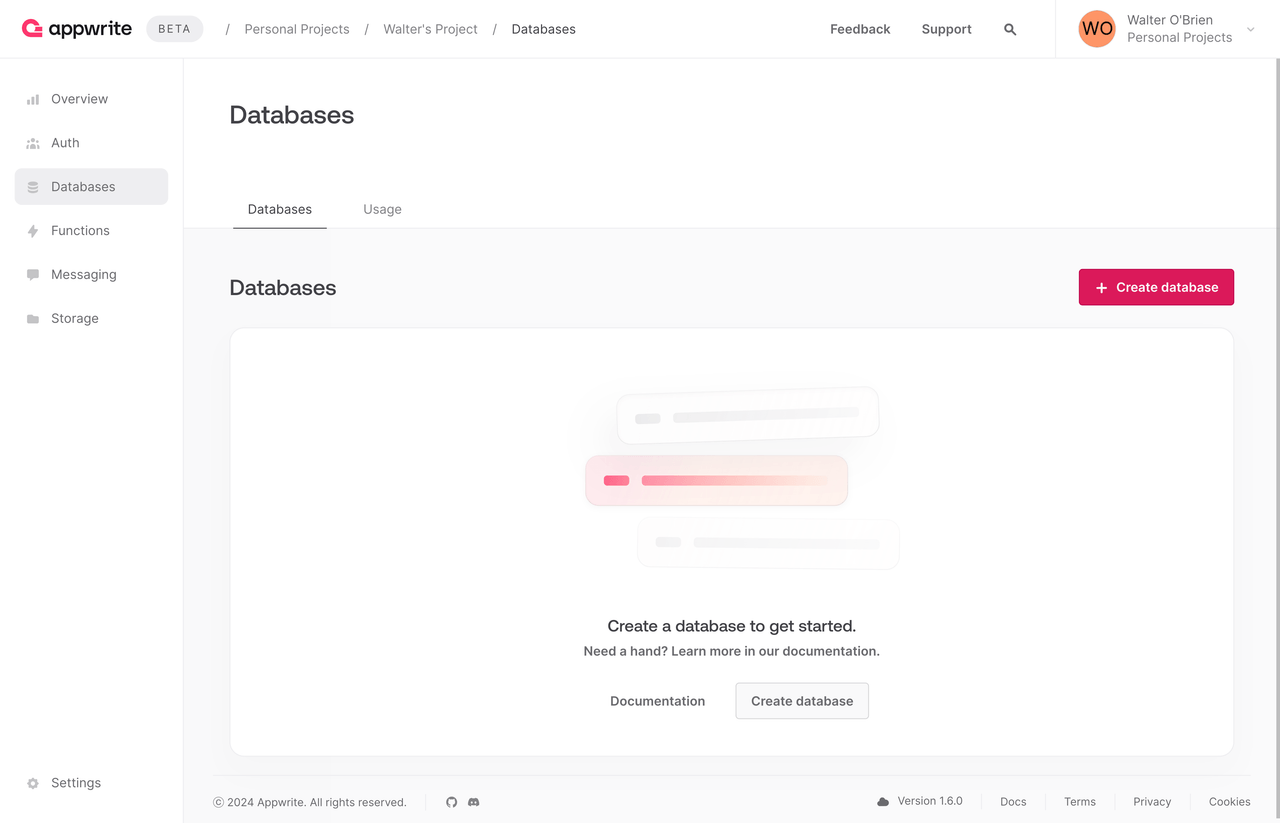 appwrite BETA / Personal Projects / Walter's Project / Databases Feedback Support WO Walter O'Brien
Personal Projects
Overview
Auth
Databases
Functions
Messaging
Storage
Settings
Databases
Databases Usage
Databases + Create database
Create a database to get started.
Need a hand? Learn more in our documentation.
Documentation Create database
© 2024 Appwrite. All rights reserved. Version 1.6.0 Docs Terms Privacy Cookies